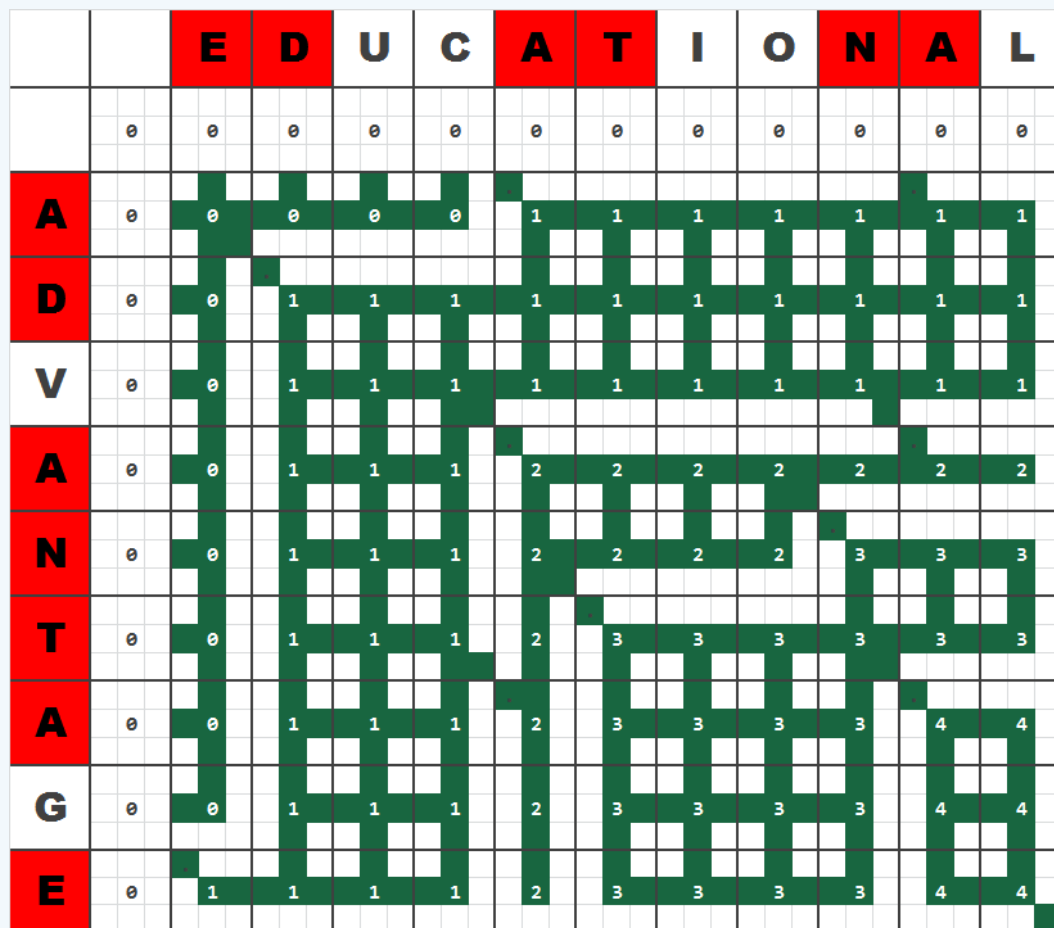 E D U C A T I O N A L
0 0 0 0 0 0 0 0 0 0 0 0
A 0 0 0 0 0 1 1 1 1 1 1 1
D 0 0 1 1 1 1 1 1 1 1 1 1
V 0 0 1 1 1 1 1 1 1 1 1 1
A 0 0 1 1 1 2 2 2 2 2 2 2
N 0 0 1 1 1 2 2 2 2 3 3 3
T 0 0 1 1 1 2 3 3 3 3 3 3
A 0 0 1 1 1 2 3 3 3 3 4 4
G 0 0 1 1 1 2 3 3 3 3 4 4
E 0 1 1 1 1 2 3 3 3 3 4 4